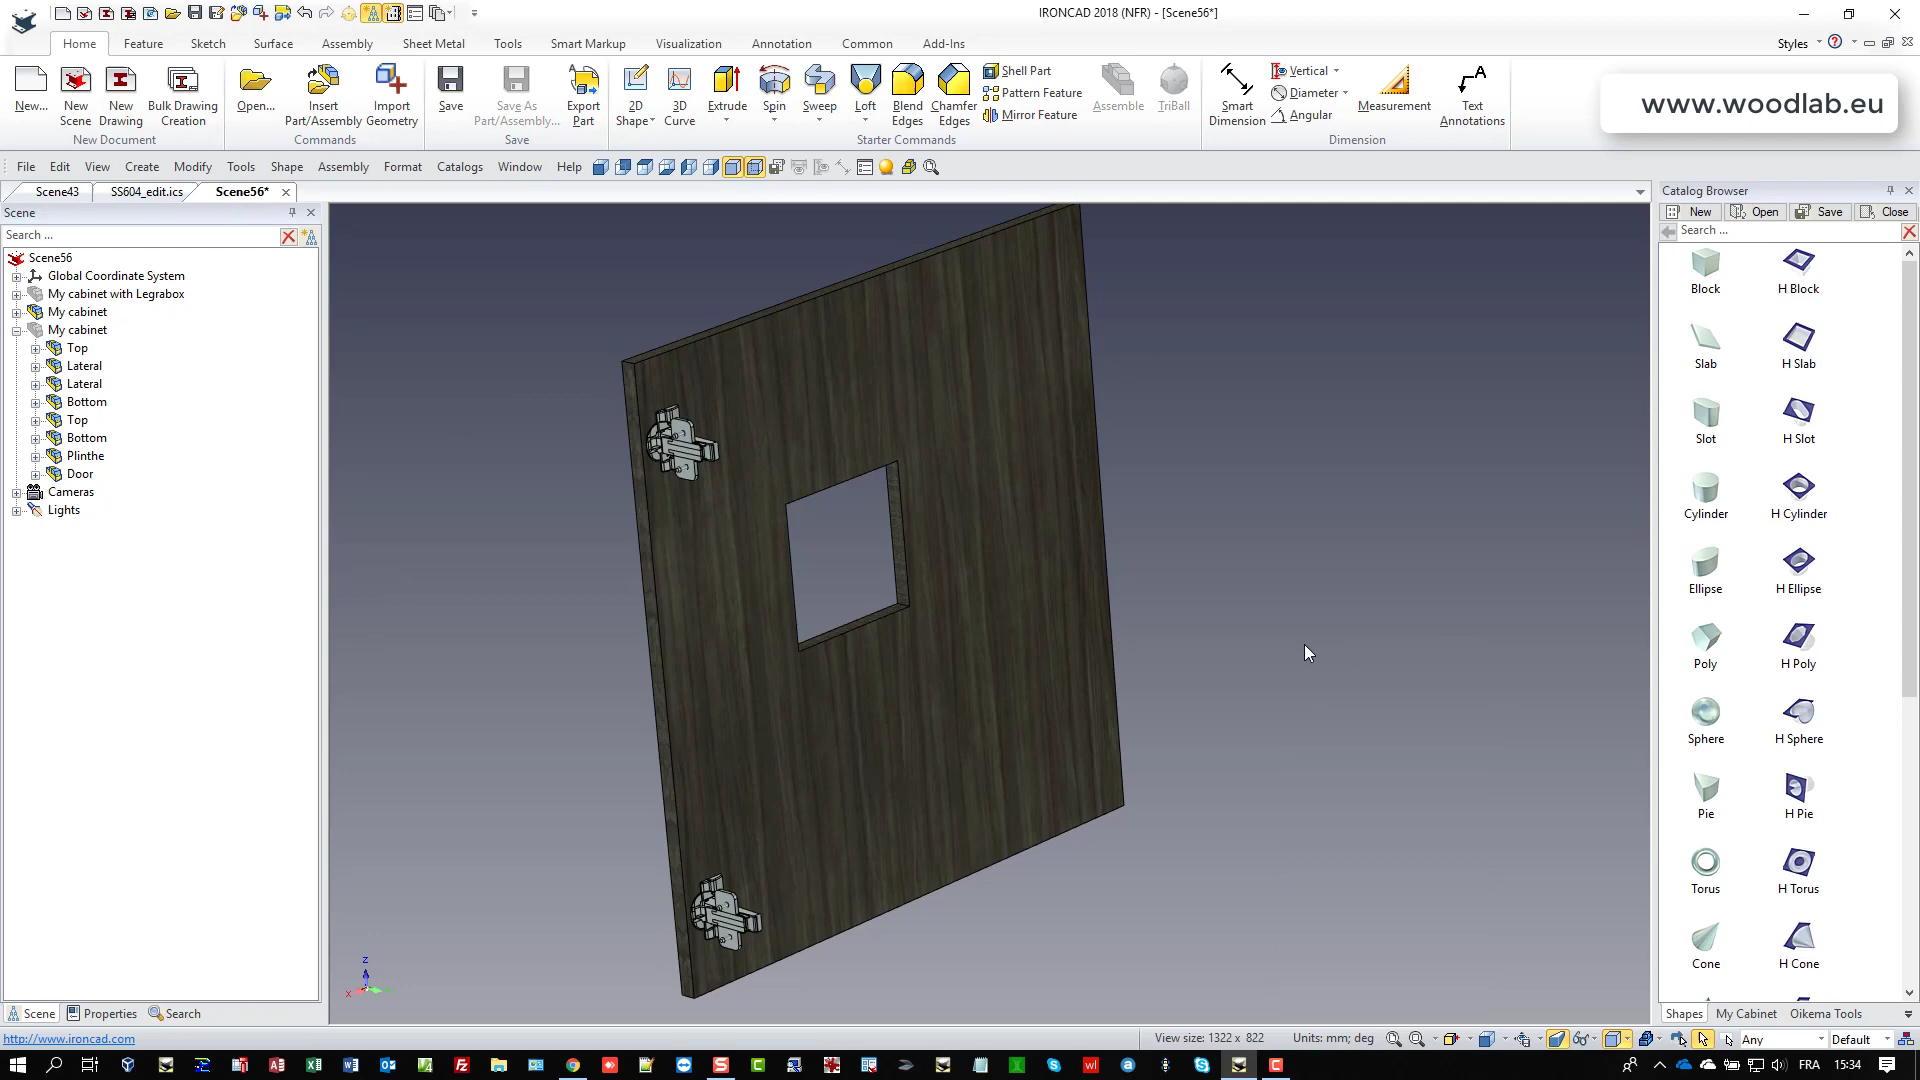 IRONCAD 2018 (NFR) - [Scene56*]
Home Feature Sketch Surface Assembly Sheet Metal Tools Smart Markup Visualization Annotation Common Add-Ins Styles
New... New Scene New Drawing Bulk Drawing Creation
New Document
Open... Insert Part/Assembly Import Geometry
Commands
Save Save As Part/Assembly... Export Part
Save
2D Shape 3D Curve Extrude Spin Sweep Loft Blend Edges Chamfer Edges
Shell Part
Pattern Feature
Mirror Feature
Assemble TriBall
Starter Commands
Smart Dimension
Vertical
Diameter
Angular
Measurement Text Annotations
Dimension
www.woodlab.eu
File Edit View Create Modify Tools Shape Assembly Format Catalogs Window Help
Scene43 SS604_edit.ics Scene56*
Scene
Search ...
Scene56
Global Coordinate System
My cabinet with Legrabox
My cabinet
My cabinet
Top
Lateral
Lateral
Bottom
Top
Bottom
Plinthe
Door
Cameras
Lights
Scene Properties Search
z
x
Catalog Browser
New Open Save Close
Search ...
Block H Block
Slab H Slab
Slot H Slot
Cylinder H Cylinder
Ellipse H Ellipse
Poly H Poly
Sphere H Sphere
Pie H Pie
Torus H Torus
Cone H Cone
Shapes My Cabinet Oikema Tools
http://www.ironcad.com
View size: 1322 x 822 Units: mm; deg Any Default
FRA 15:34